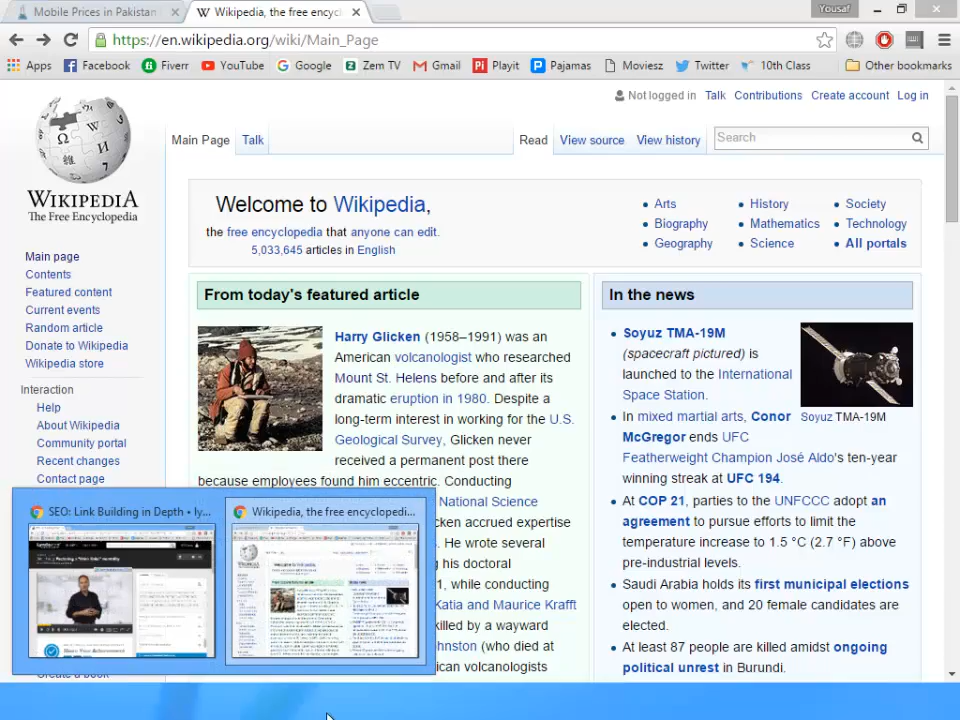 Mobile Prices in Pakistan
Wikipedia, the free encycl
Yousaf
https://en.wikipedia.org/wiki/Main_Page
Apps
Facebook
Fiverr
YouTube
Google
Zem TV
Gmail
Playit
Pajamas
Moviesz
Twitter
10th Class
Other bookmarks
Not logged in Talk Contributions Create account Log in
WIKIPEDIA
The Free Encyclopedia
Main Page Talk
Read View source View history
Search
Welcome to Wikipedia,
the free encyclopedia that anyone can edit.
5,033,645 articles in English
Arts
Biography
Geography
History
Mathematics
Science
Society
Technology
All portals
Main page
Contents
Featured content
Current events
Random article
Donate to Wikipedia
Wikipedia store
Interaction
Help
About Wikipedia
Community portal
Recent changes
Contact page
From today's featured article
Harry Glicken (1958–1991) was an
American volcanologist who researched
Mount St. Helens before and after its
dramatic eruption in 1980. Despite a
long-term interest in working for the U.S.
Geological Survey, Glicken never
received a permanent post there
because employees found him eccentric. Conducting
National Science
cken accrued expertise
. He wrote several
g his doctoral
1, while conducting
Katia and Maurice Krafft
killed by a wayward
hnston (who died at
ican volcanologists
In the news
Soyuz TMA-19M
(spacecraft pictured) is
launched to the International
Space Station.
Soyuz TMA-19M
In mixed martial arts, Conor
McGregor ends UFC
Featherweight Champion José Aldo's ten-year
winning streak at UFC 194.
At COP 21, parties to the UNFCCC adopt an
agreement to pursue efforts to limit the
temperature increase to 1.5 °C (2.7 °F) above
pre-industrial levels.
Saudi Arabia holds its first municipal elections
open to women, and 20 female candidates are
elected.
At least 87 people are killed amidst ongoing
political unrest in Burundi.
SEO: Link Building in Depth • ly...
Wikipedia, the free encyclopedi...
Create a book